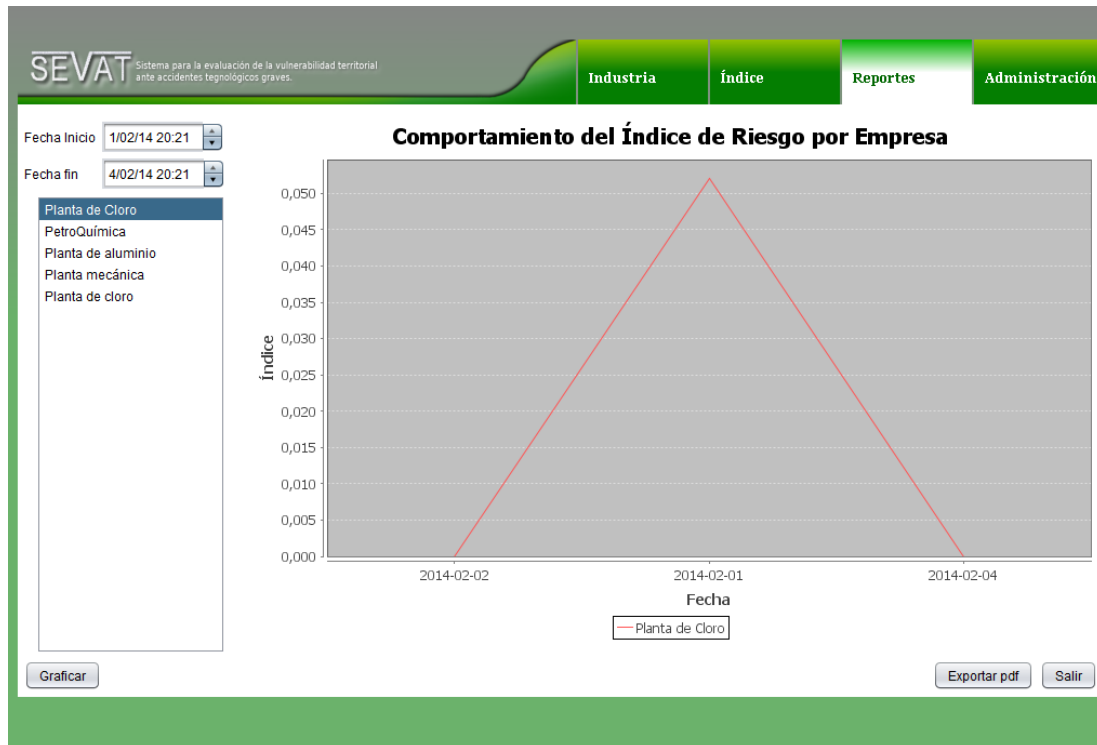 SEVAT
Sistema para la evaluación de la vulnerabilidad territorial
ante accidentes tegnológicos graves.
Industria
Índice
Reportes
Administración
Fecha Inicio 1/02/14 20:21
Fecha fin 4/02/14 20:21
Planta de Cloro
PetroQuímica
Planta de aluminio
Planta mecánica
Planta de cloro
Graficar
Comportamiento del Índice de Riesgo por Empresa
Índice
0,050
0,045
0,040
0,035
0,030
0,025
0,020
0,015
0,010
0,005
0,000
2014-02-02
2014-02-01
2014-02-04
Fecha
Planta de Cloro
Exportar pdf
Salir